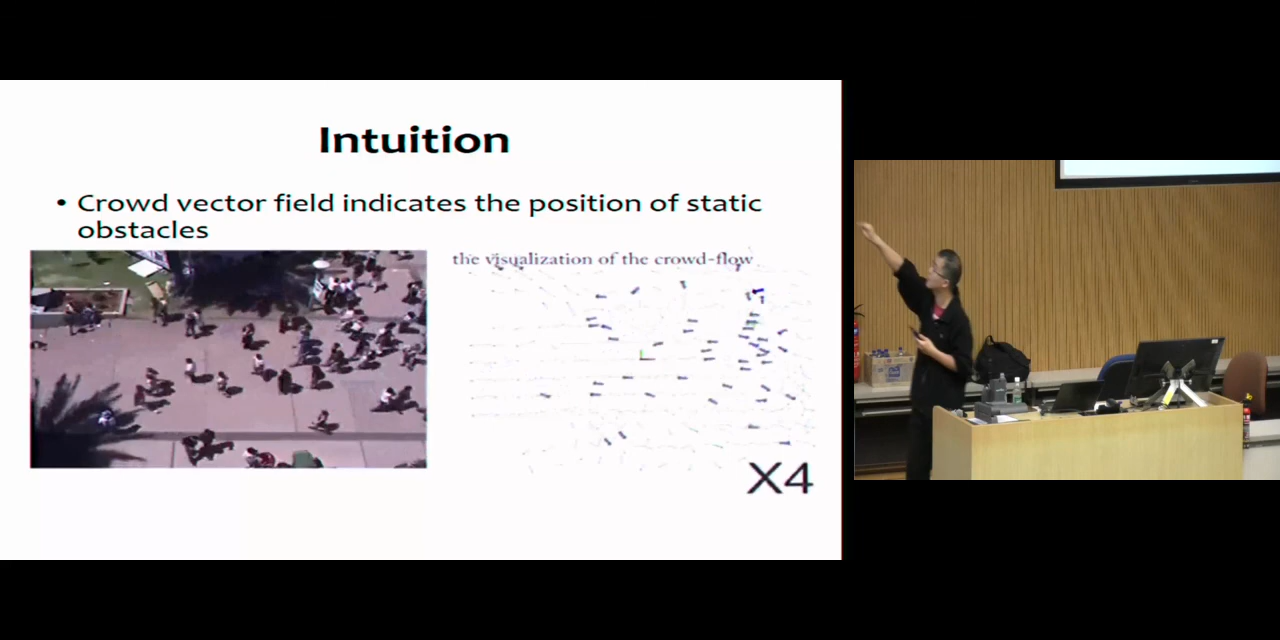 Intuition
• Crowd vector field indicates the position of static
obstacles
the visualization of the crowd-flow
X4